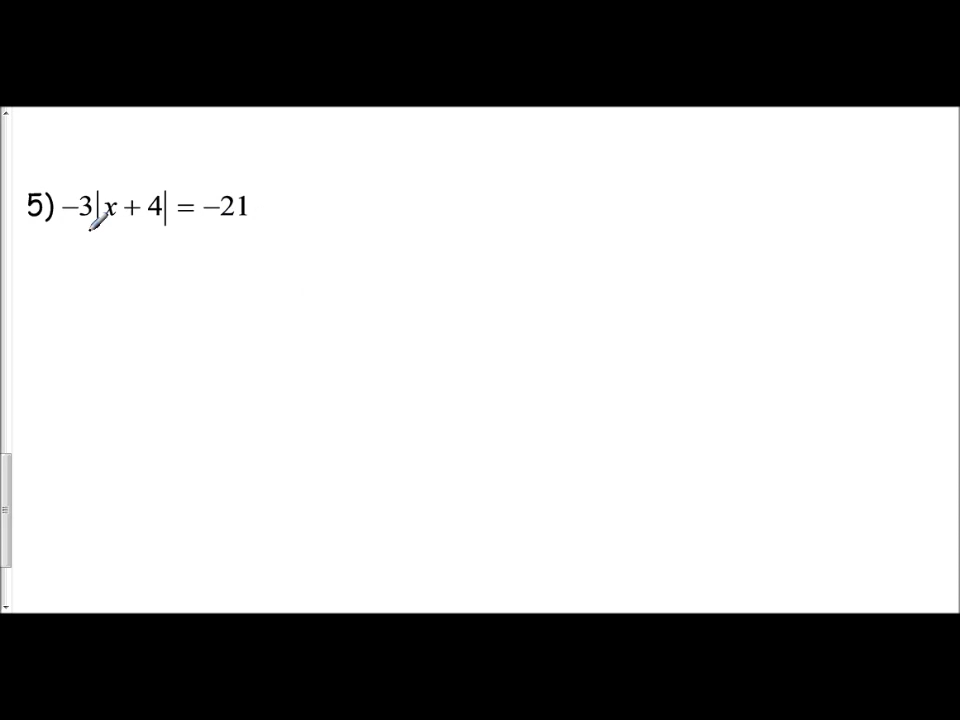 5) −3|x + 4| = −21